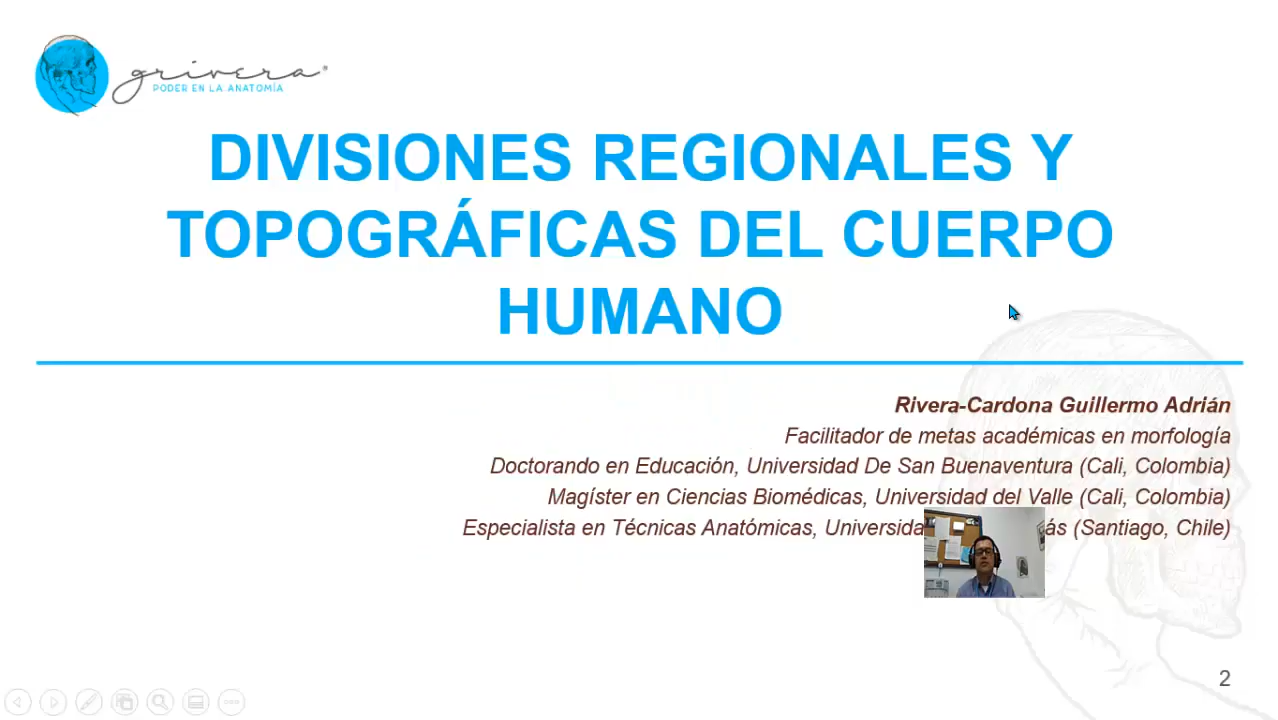 grivera®
PODER EN LA ANATOMÍA
DIVISIONES REGIONALES Y
TOPOGRÁFICAS DEL CUERPO
HUMANO
Rivera-Cardona Guillermo Adrián
Facilitador de metas académicas en morfología
Doctorando en Educación, Universidad De San Buenaventura (Cali, Colombia)
Magíster en Ciencias Biomédicas, Universidad del Valle (Cali, Colombia)
Especialista en Técnicas Anatómicas, (Santiago, Chile)
2